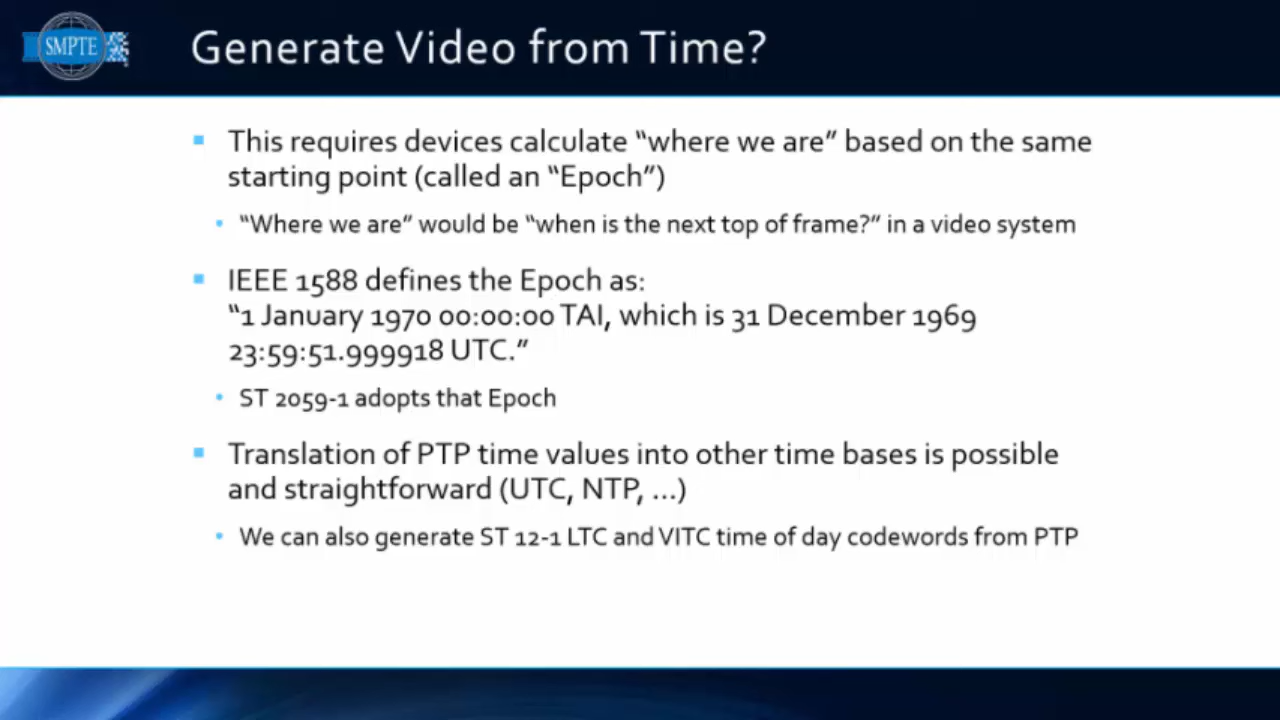 SMPTE
Generate Video from Time?
This requires devices calculate “where we are” based on the same
starting point (called an “Epoch”)
“Where we are” would be “when is the next top of frame?” in a video system
IEEE 1588 defines the Epoch as:
“1 January 1970 00:00:00 TAI, which is 31 December 1969
23:59:51.999918 UTC.”
ST 2059-1 adopts that Epoch
Translation of PTP time values into other time bases is possible
and straightforward (UTC, NTP, ...)
We can also generate ST 12-1 LTC and VITC time of day codewords from PTP